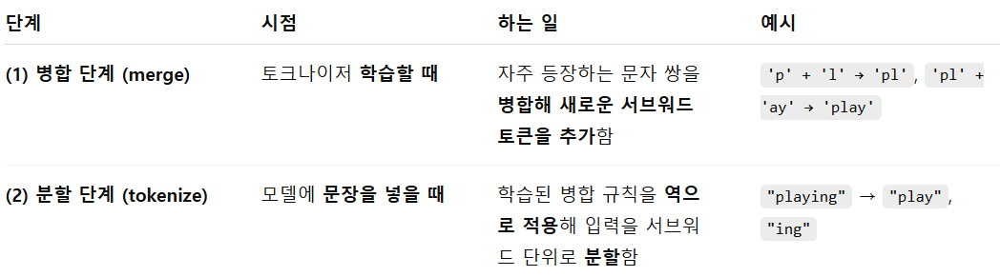 단계 시점 하는 일 예시
(1) 병합 단계 (merge) 토크나이저 학습할 때 자주 등장하는 문자 쌍을 'p' + 'l' → 'pl', 'pl' +
병합해 새로운 서브워드 'ay' → 'play'
토큰을 추가함
(2) 분할 단계 (tokenize) 모델에 문장을 넣을 때 학습된 병합 규칙을 역으 "playing" → "play",
로 적용해 입력을 서브워 "ing"
드 단위로 분할함